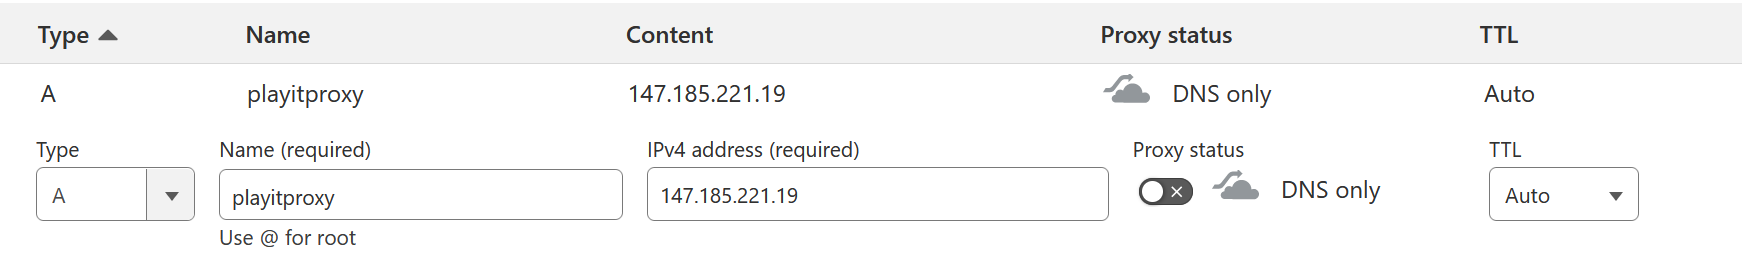 Type Name Content Proxy status TTL
A playitproxy 147.185.221.19 DNS only Auto
Type Name (required) IPv4 address (required) Proxy status TTL
A playitproxy 147.185.221.19 DNS only Auto
Use @ for root